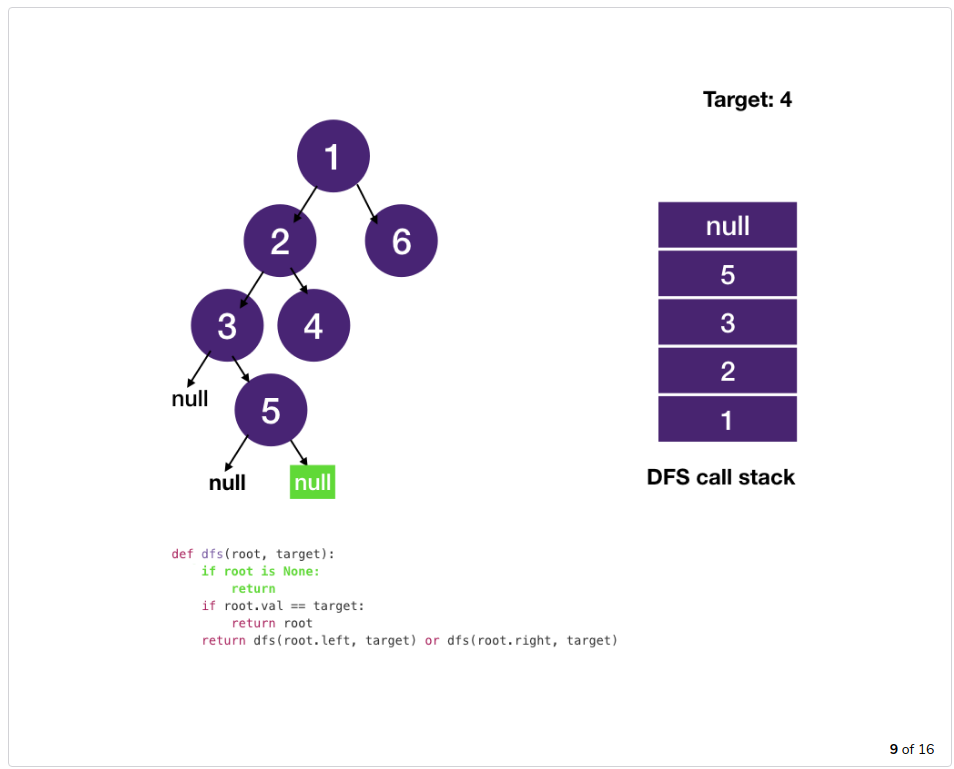 Target: 4
1
2
6
3
4
null
5
null
null
null
5
3
2
1
DFS call stack
def dfs(root, target):
    if root is None:
        return
    if root.val == target:
        return root
    return dfs(root.left, target) or dfs(root.right, target)
9 of 16